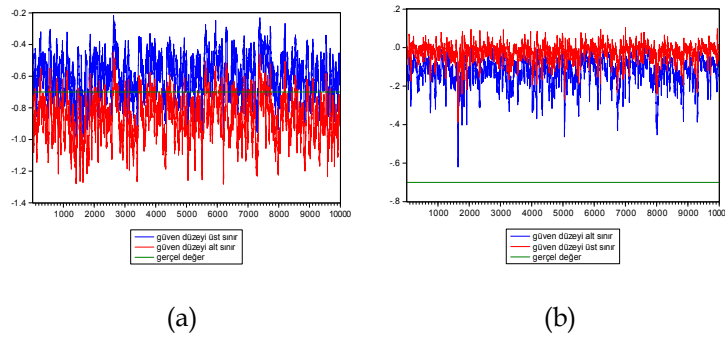 -0.2
-0.4
-0.6
-0.8
-1.0
-1.2
-1.4
1000 2000 3000 4000 5000 6000 7000 8000 9000 10000
güven düzeyi üst sınır
güven düzeyi alt sınır
gerçel değer
(a)
.2
.0
-.2
-.4
-.6
-.8
1000 2000 3000 4000 5000 6000 7000 8000 9000 10000
güven düzeyi alt sınır
güven düzeyi üst sınır
gerçel değer
(b)